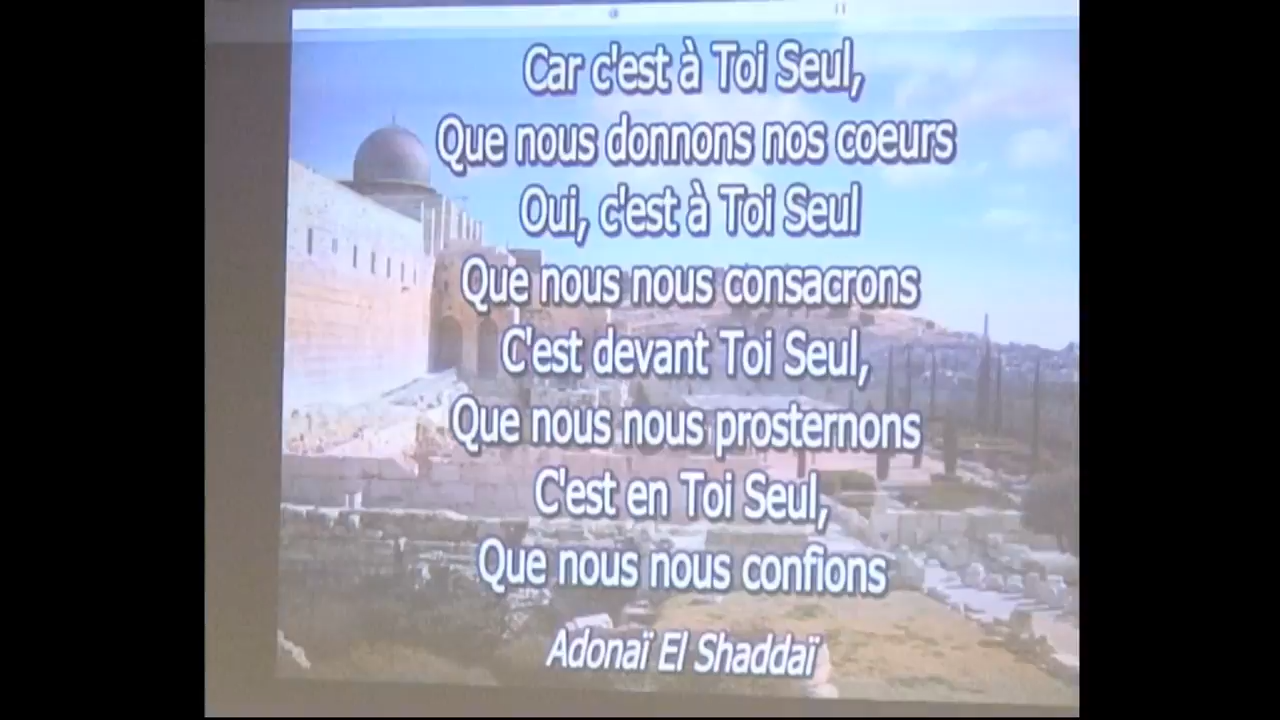 Car c'est à Toi Seul,
Que nous donnons nos coeurs
Oui, c'est à Toi Seul
Que nous nous consacrons
C'est devant Toi Seul,
Que nous nous prosternons
C'est en Toi Seul,
Que nous nous confions
Adonaï El Shaddaï